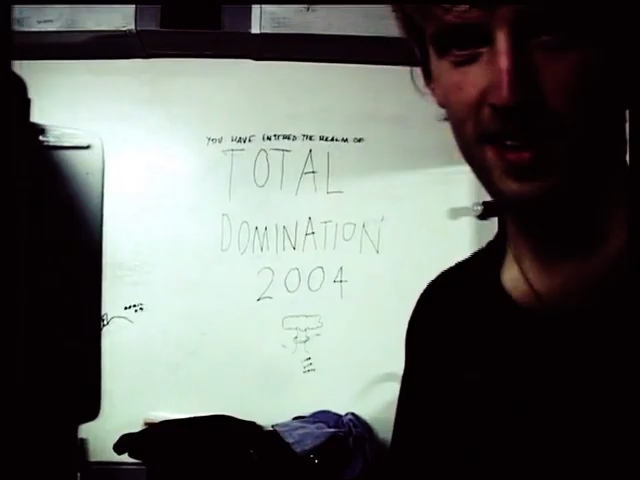 YOU HAVE ENTERED THE REALM OF
TOTAL
DOMINATION
2004